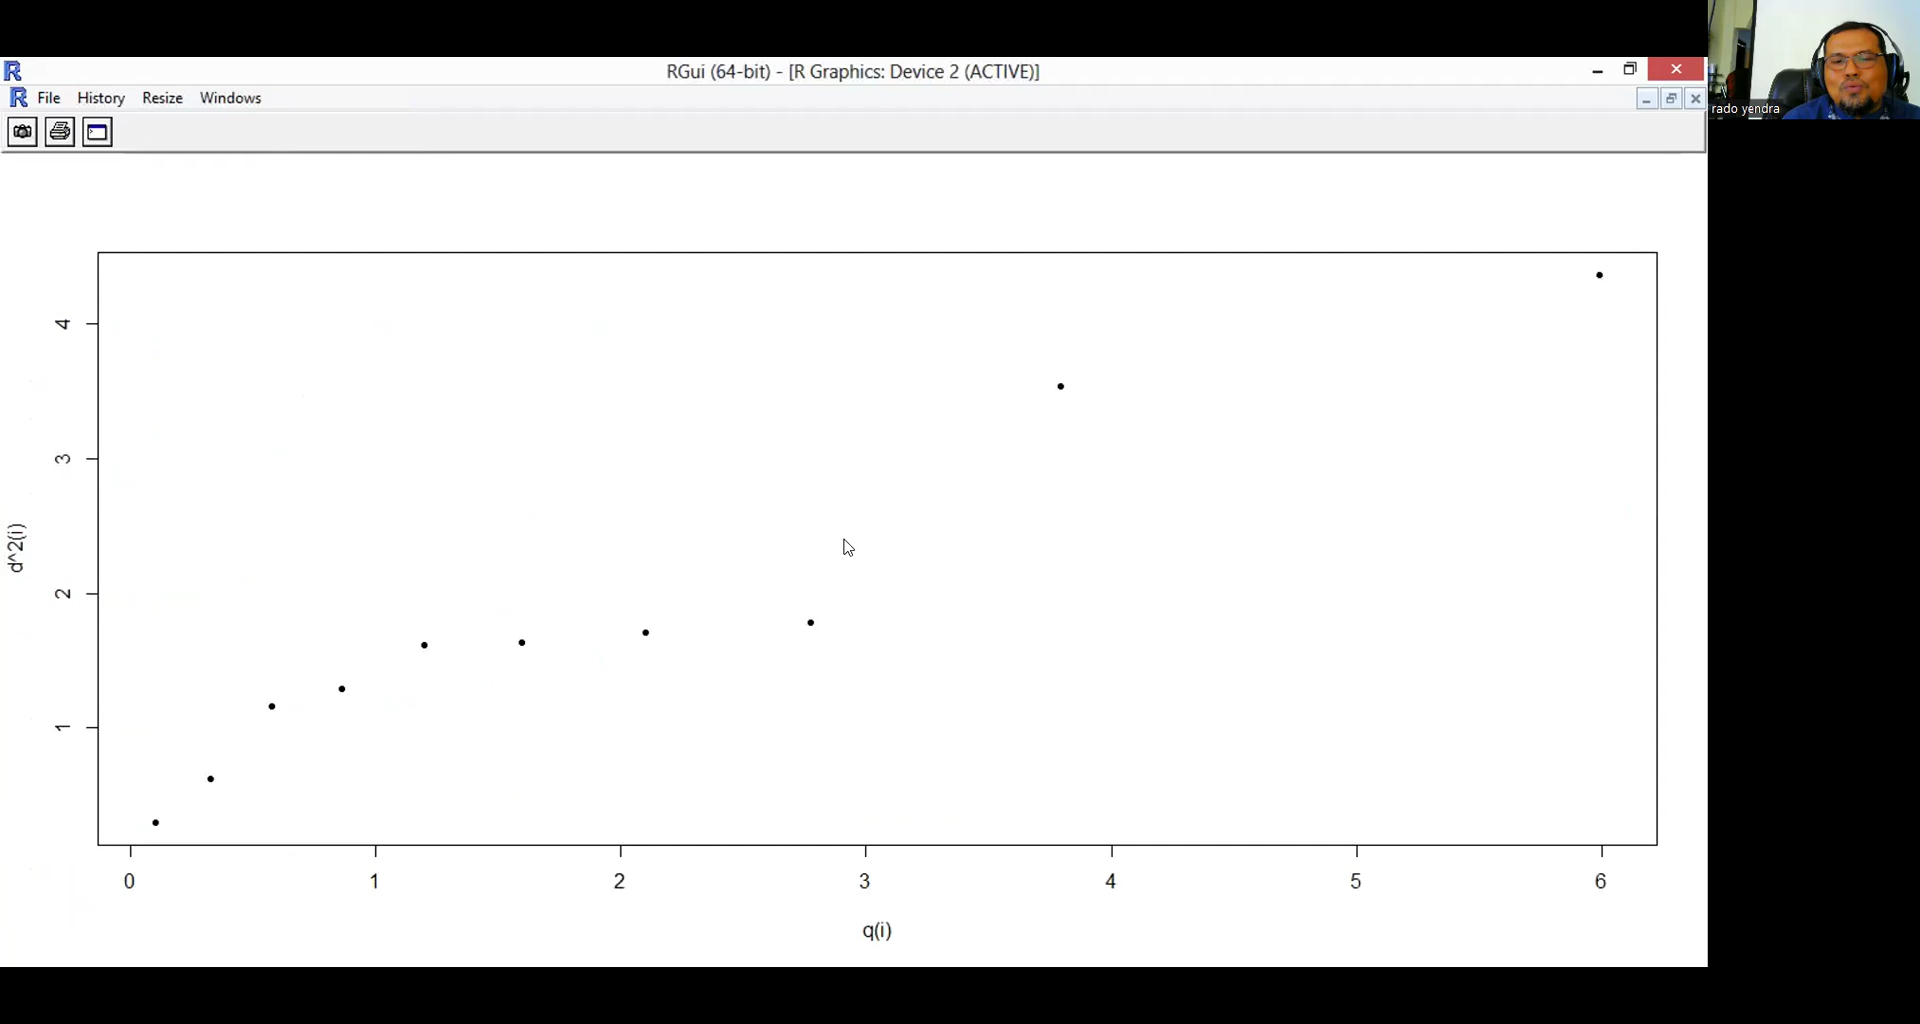 RGui (64-bit) - [R Graphics: Device 2 (ACTIVE)]
File History Resize Windows
rado yendra
4
3
2
1
d^2(i)
0 1 2 3 4 5 6
q(i)